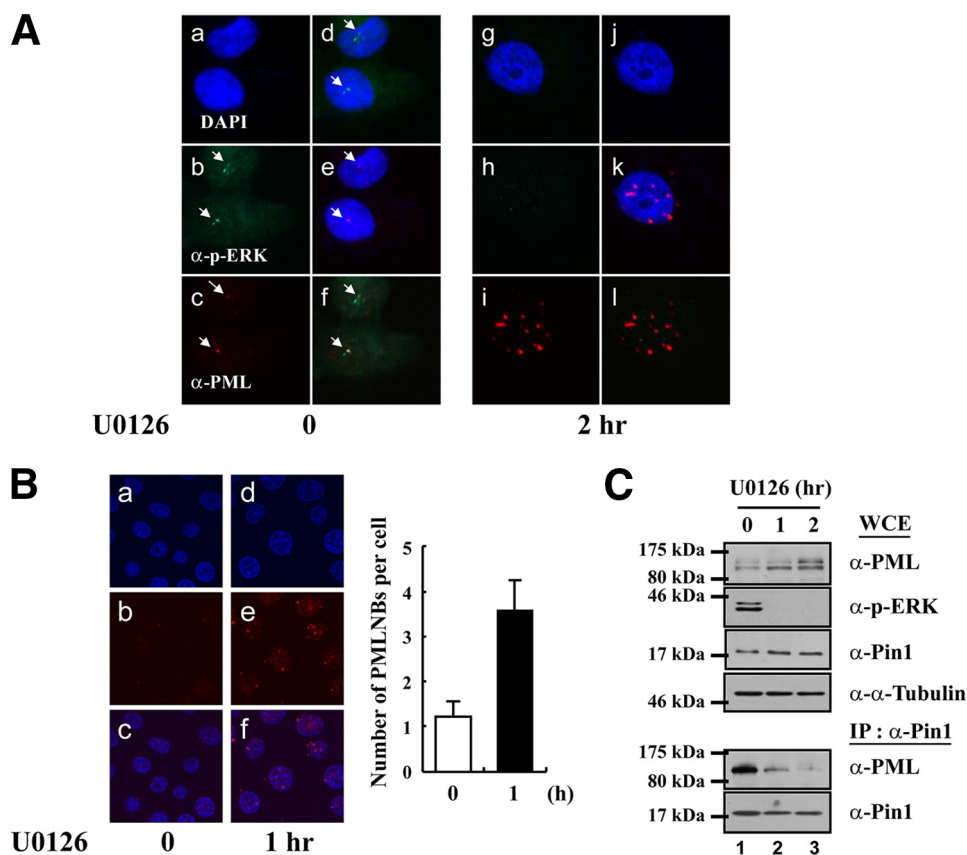 A
a
d
g
j
DAPI
b
e
h
k
α-p-ERK
c
f
i
l
α-PML
U0126 0 2 hr
B
a
d
b
e
c
f
U0126 0 1 hr
Number of PMLNBs per cell
5
4
3
2
1
0
0 1 (h)
C
U0126 (hr)
0 1 2 WCE
175 kDa
80 kDa
α-PML
46 kDa
α-p-ERK
17 kDa
α-Pin1
46 kDa
α-α-Tubulin
IP : α-Pin1
175 kDa
80 kDa
α-PML
17 kDa
α-Pin1
1 2 3